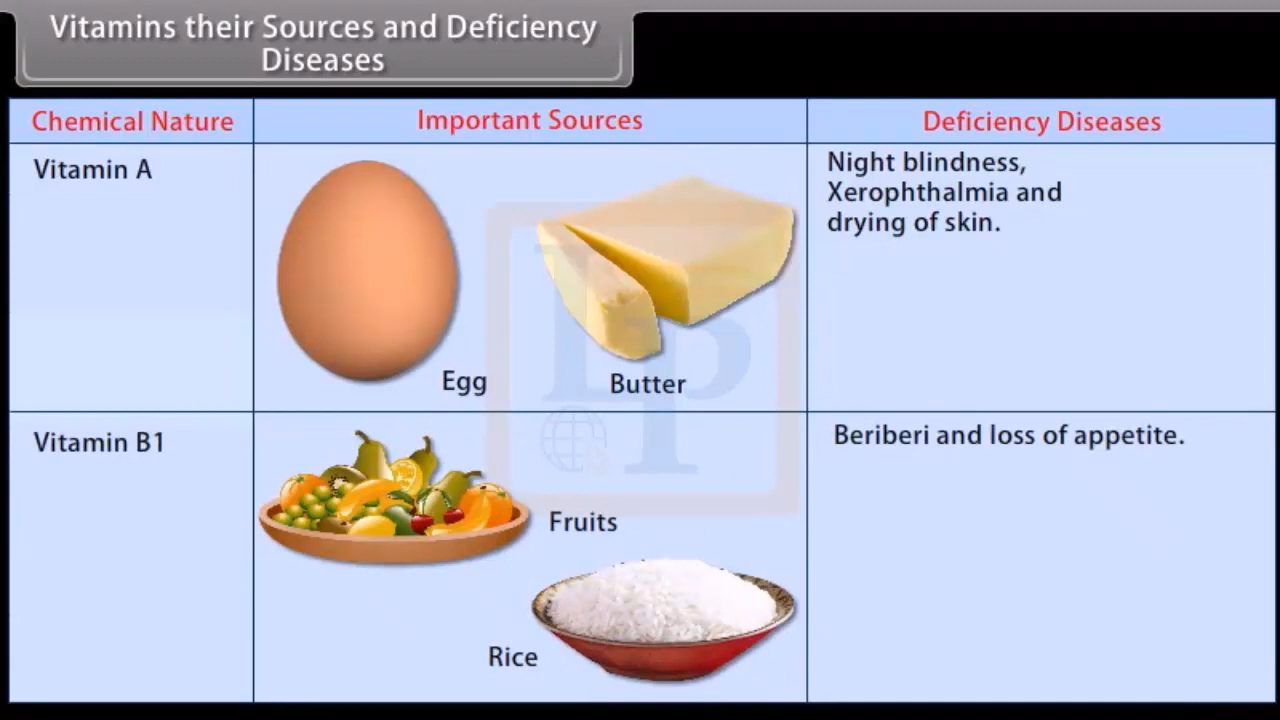 Vitamins their Sources and Deficiency
Diseases
Chemical Nature
Important Sources
Deficiency Diseases
Vitamin A
Egg
Butter
Night blindness,
Xerophthalmia and
drying of skin.
Vitamin B1
Fruits
Rice
Beriberi and loss of appetite.